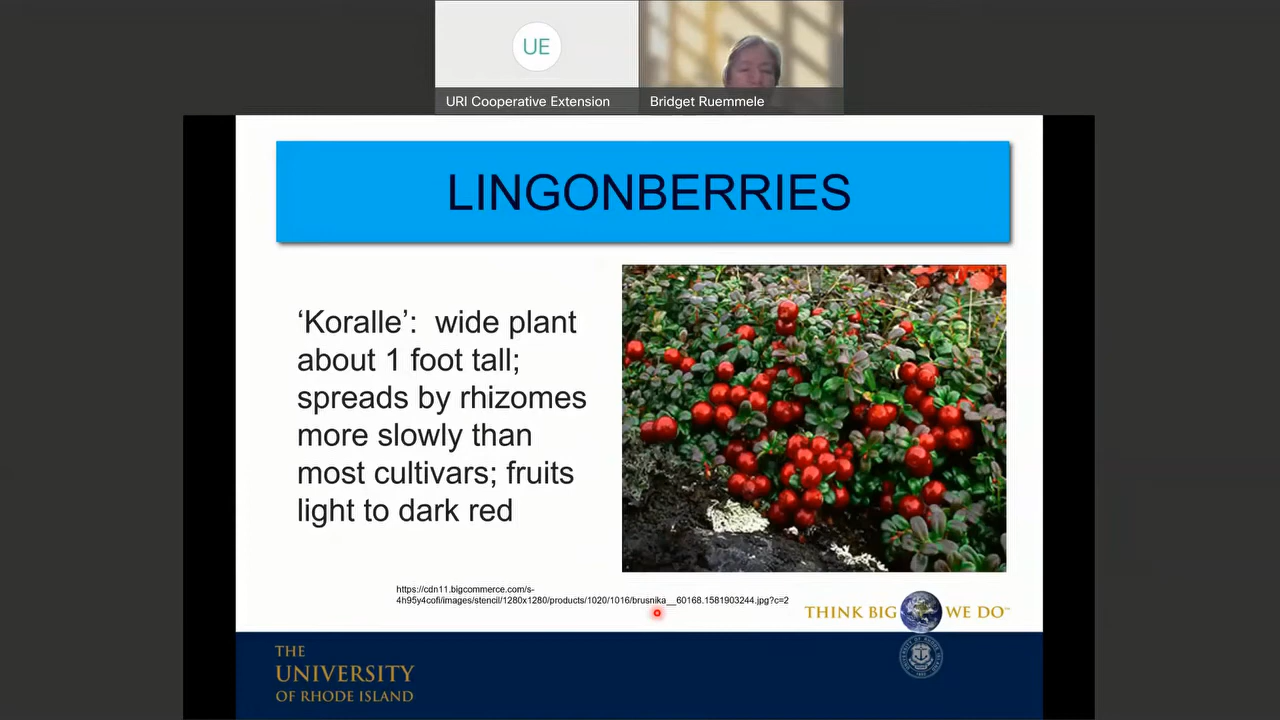 UE
URI Cooperative Extension
Bridget Ruemmele
LINGONBERRIES
‘Koralle’:  wide plant
about 1 foot tall;
spreads by rhizomes
more slowly than
most cultivars; fruits
light to dark red
https://cdn11.bigcommerce.com/s-
4h95y4cofi/images/stencil/1280x1280/products/1020/1016/brusnika__60168.1581903244.jpg?c=2
THINK BIG WE DO™
THE
UNIVERSITY
OF RHODE ISLAND